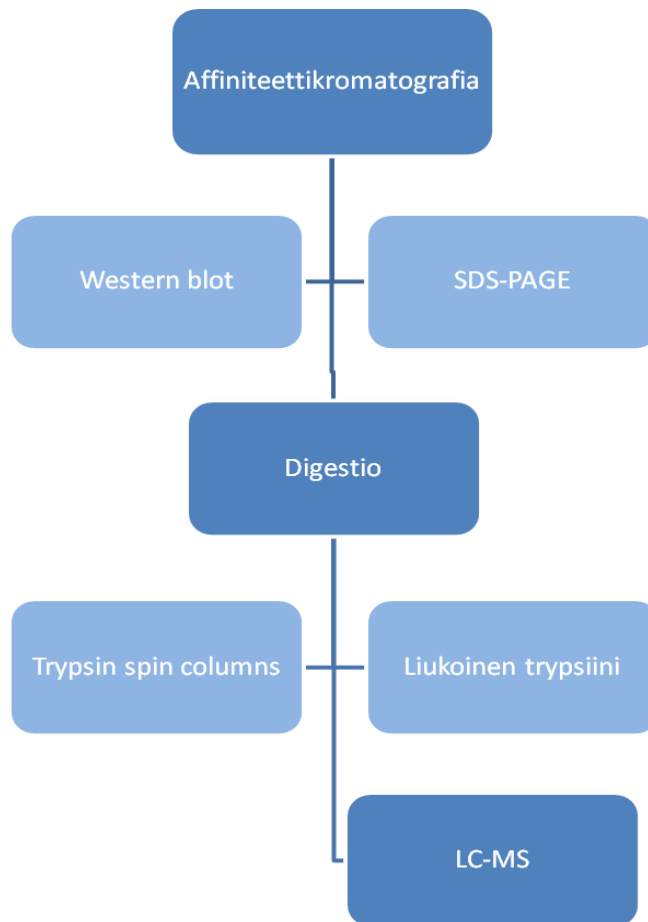 Affiniteettikromatografia
Western blot
SDS-PAGE
Digestio
Trypsin spin columns
Liukoinen trypsiini
LC-MS